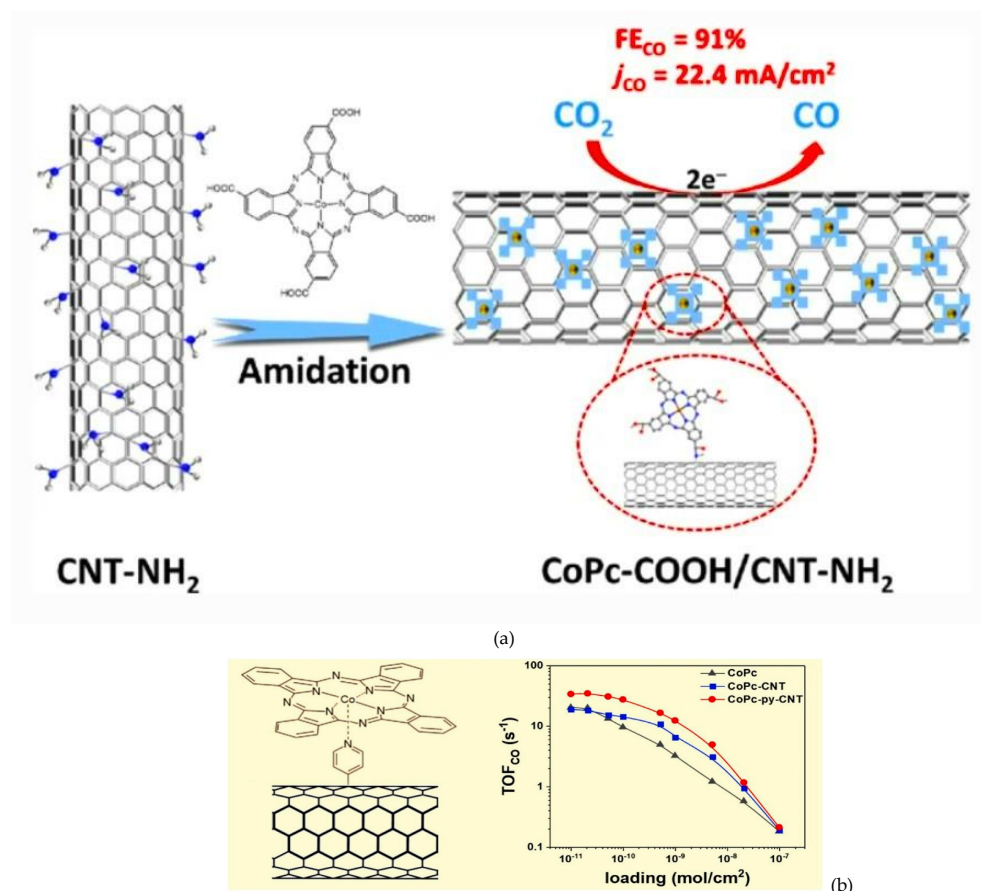 FE_CO = 91%
j_CO = 22.4 mA/cm²
CO₂
CO
2e⁻
COOH
HOOC
COOH
HOOC
N
N
N
N
N
N
N
N
Co
Amidation
CNT-NH₂
CoPc-COOH/CNT-NH₂
(a)
N
N
N
N
Co
N
N
N
N
N
100
10
1
0.1
TOF_CO (s⁻¹)
CoPc
CoPc-CNT
CoPc-py-CNT
10⁻¹¹ 10⁻¹⁰ 10⁻⁹ 10⁻⁸ 10⁻⁷
loading (mol/cm²)
(b)